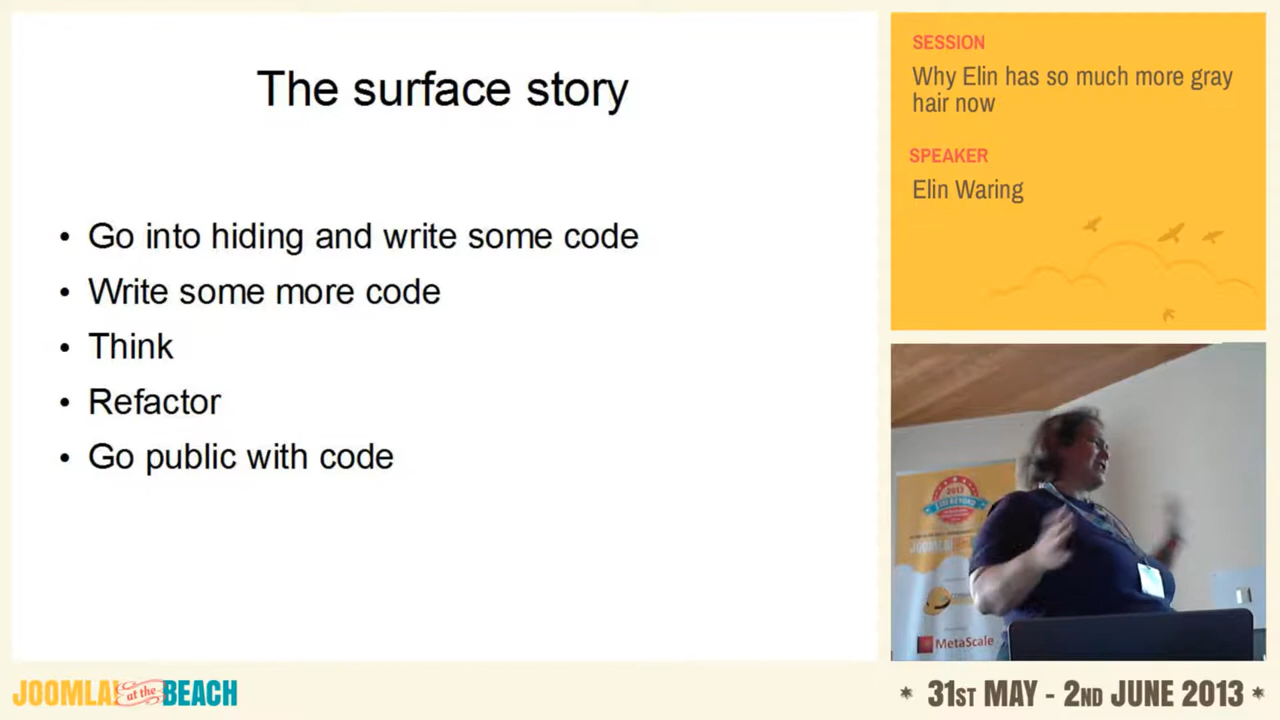 The surface story
• Go into hiding and write some code
• Write some more code
• Think
• Refactor
• Go public with code
SESSION
Why Elin has so much more gray
hair now
SPEAKER
Elin Waring
2013
JOOMLA!
MetaScale
JOOMLA! at the BEACH
* 31ST MAY - 2ND JUNE 2013 *